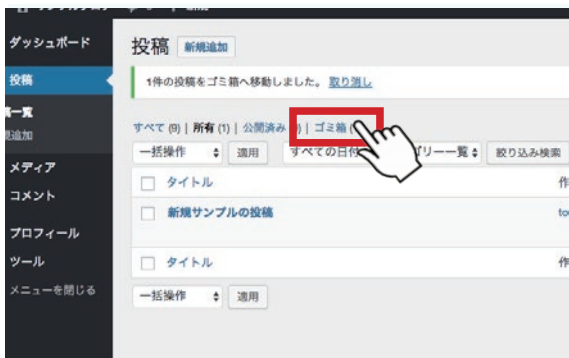 ダッシュボード
投稿 新規追加
投稿
1件の投稿をゴミ箱へ移動しました。 取り消し
一覧
追加
すべて (9) | 所有 (1) | 公開済み | ゴミ箱
一括操作 適用 すべての日付 リー一覧 絞り込み検索
メディア
タイトル 作
コメント
新規サンプルの投稿 to
プロフィール
ツール
タイトル 作
メニューを閉じる
一括操作 適用